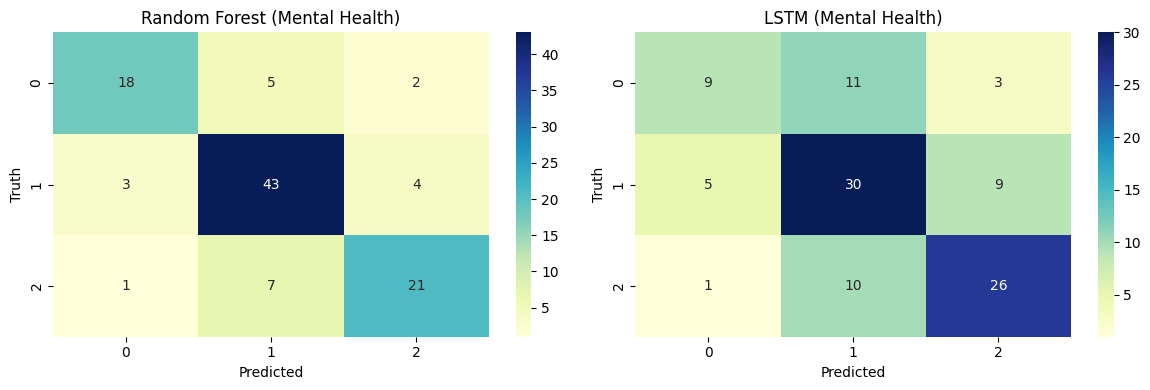 Random Forest (Mental Health)
0 18 5 2
1 3 43 4
2 1 7 21
0 1 2
Truth
Predicted
40
35
30
25
20
15
10
5
LSTM (Mental Health)
0 9 11 3
1 5 30 9
2 1 10 26
0 1 2
Truth
Predicted
30
25
20
15
10
5